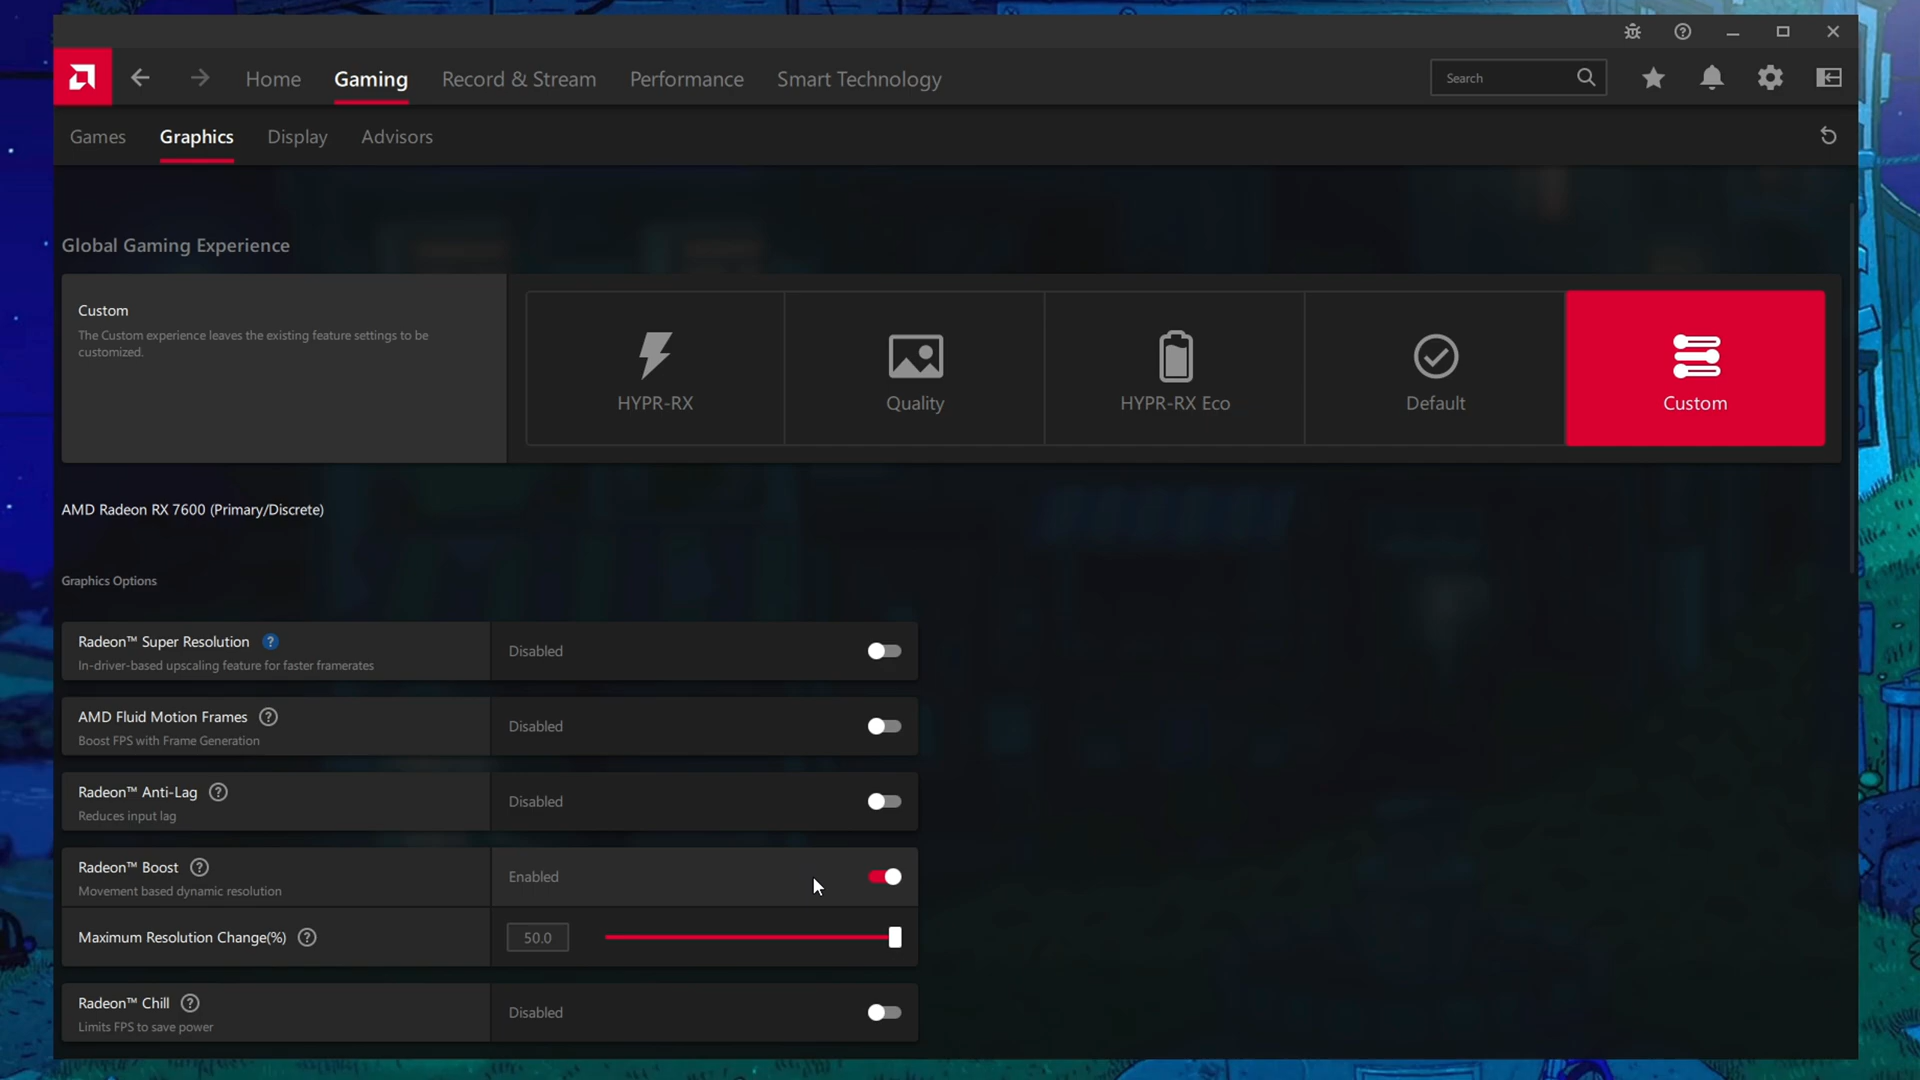 Home
Gaming
Record & Stream
Performance
Smart Technology
Search
Games
Graphics
Display
Advisors
Global Gaming Experience
Custom
The Custom experience leaves the existing feature settings to be
customized.
HYPR-RX
Quality
HYPR-RX Eco
Default
Custom
AMD Radeon RX 7600 (Primary/Discrete)
Graphics Options
Radeon™ Super Resolution ?
In-driver-based upscaling feature for faster framerates
Disabled
AMD Fluid Motion Frames ?
Boost FPS with Frame Generation
Disabled
Radeon™ Anti-Lag ?
Reduces input lag
Disabled
Radeon™ Boost ?
Movement based dynamic resolution
Enabled
Maximum Resolution Change(%) ?
50.0
Radeon™ Chill ?
Limits FPS to save power
Disabled